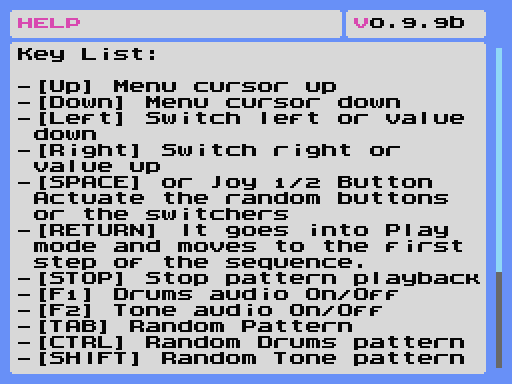 HELP
v0.9.9b
Key List:
-[Up] Menu cursor up
-[Down] Menu cursor down
-[Left] Switch left or value
down
-[Right] Switch right or
value up
-[SPACE] or Joy 1/2 Button
Actuate the random buttons
or the switchers
-[RETURN] It goes into Play
mode and moves to the first
step of the sequence.
-[STOP] Stop pattern playback
-[F1] Drums audio On/Off
-[F2] Tone audio On/Off
-[TAB] Random Pattern
-[CTRL] Random Drums pattern
-[SHIFT] Random Tone pattern